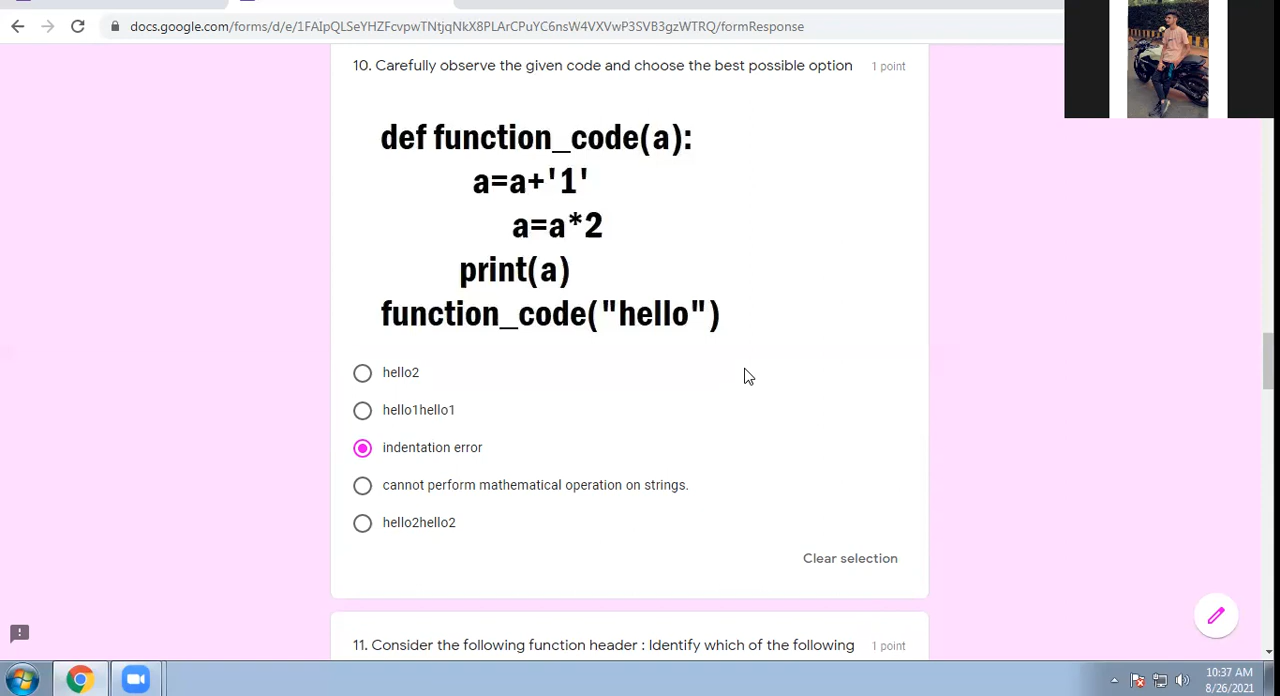 docs.google.com/forms/d/e/1FAIpQLSeYHZFcvpwTNtjqNkX8PLArCPuYC6nsW4VXVwP3SVB3gzWTRQ/formResponse
10. Carefully observe the given code and choose the best possible option 1 point
def function_code(a):
a=a+'1'
a=a*2
print(a)
function_code("hello")
hello2
hello1hello1
indentation error
cannot perform mathematical operation on strings.
hello2hello2
Clear selection
11. Consider the following function header : Identify which of the following 1 point
10:37 AM
8/26/2021